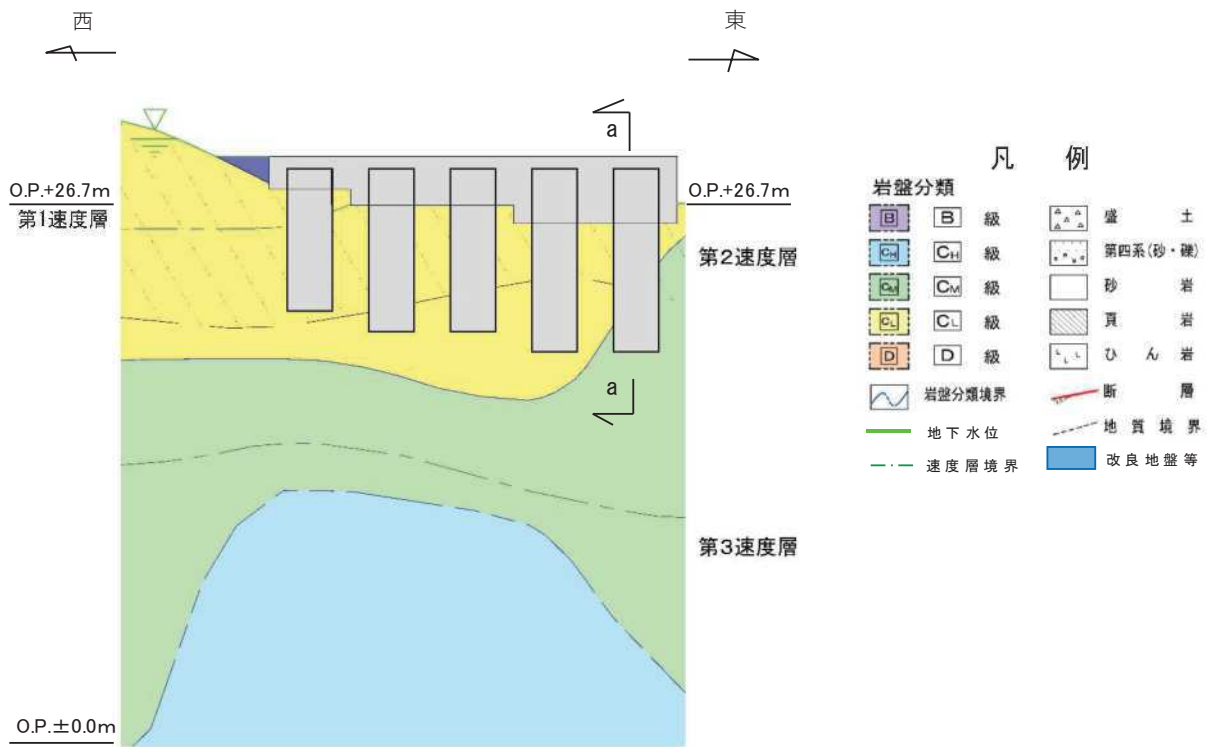 西
東
a
O.P.+26.7m
第1速度層
O.P.+26.7m
第2速度層
a
第3速度層
O.P.±0.0m
凡 例
岩盤分類
B B 級
CH CH 級
CM CM 級
CL CL 級
D D 級
岩盤分類境界
地下水位
速度層境界
盛 土
第四系(砂・礫)
砂 岩
頁 岩
ひ ん 岩
断 層
地 質 境 界
改良地盤等